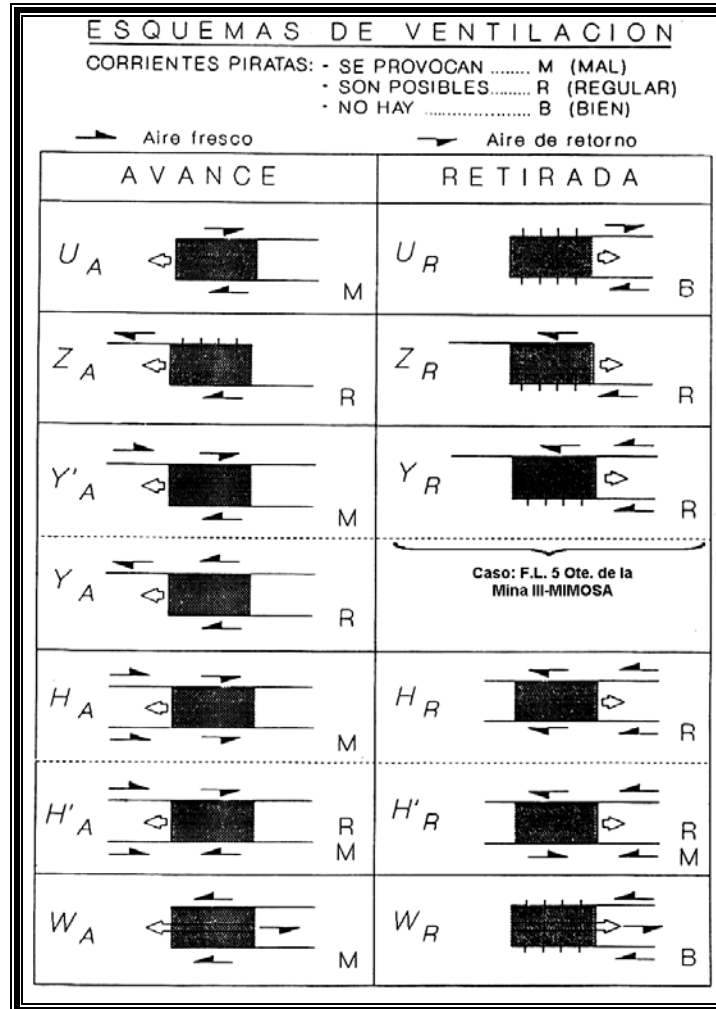 ESQUEMAS DE VENTILACION
CORRIENTES PIRATAS: - SE PROVOCAN ........ M (MAL)
- SON POSIBLES....... R (REGULAR)
- NO HAY ................ B (BIEN)
Aire fresco Aire de retorno
AVANCE RETIRADA
U A M U R B
Z A R Z R R
Y' A M Y R R
Caso: F.L. 5 Ote. de la
Mina III-MIMOSA
Y A R
H A M H R R
H' A R M H' R R M
W A M W R B